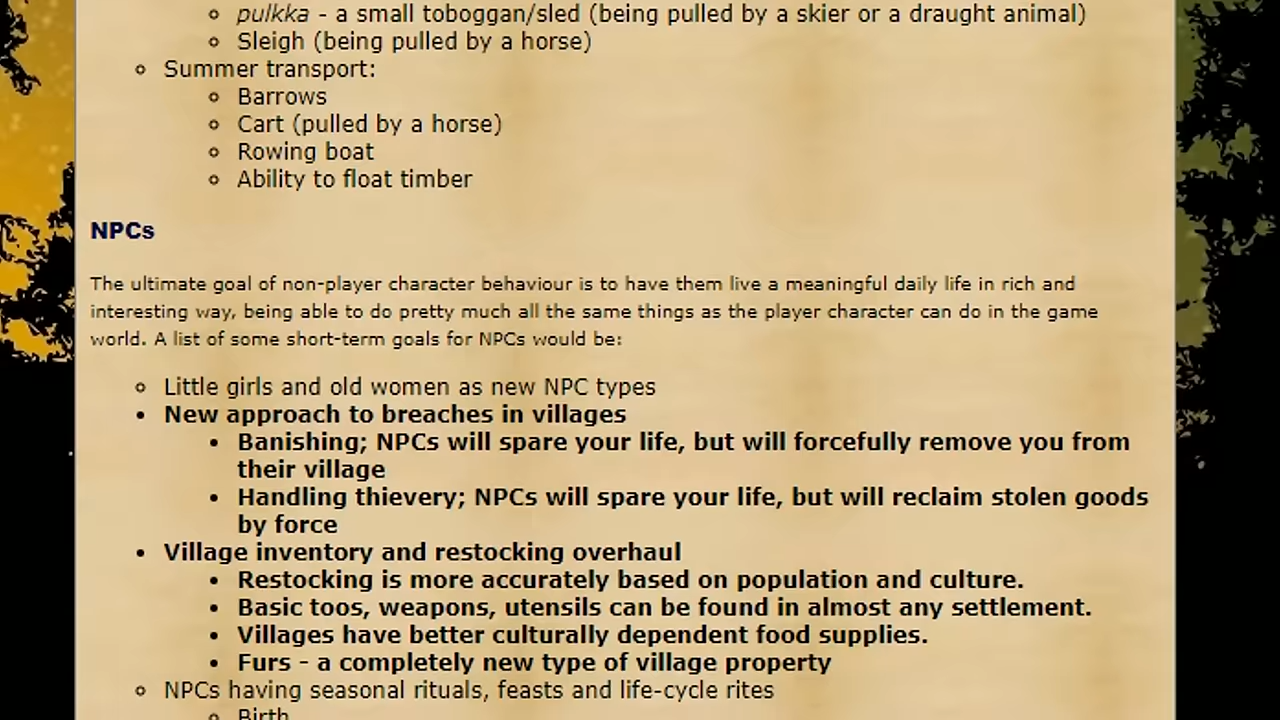 pulkka - a small toboggan/sled (being pulled by a skier or a draught animal)
Sleigh (being pulled by a horse)
Summer transport:
Barrows
Cart (pulled by a horse)
Rowing boat
Ability to float timber
NPCs
The ultimate goal of non-player character behaviour is to have them live a meaningful daily life in rich and
interesting way, being able to do pretty much all the same things as the player character can do in the game
world. A list of some short-term goals for NPCs would be:
Little girls and old women as new NPC types
New approach to breaches in villages
Banishing; NPCs will spare your life, but will forcefully remove you from
their village
Handling thievery; NPCs will spare your life, but will reclaim stolen goods
by force
Village inventory and restocking overhaul
Restocking is more accurately based on population and culture.
Basic toos, weapons, utensils can be found in almost any settlement.
Villages have better culturally dependent food supplies.
Furs - a completely new type of village property
NPCs having seasonal rituals, feasts and life-cycle rites
Birth